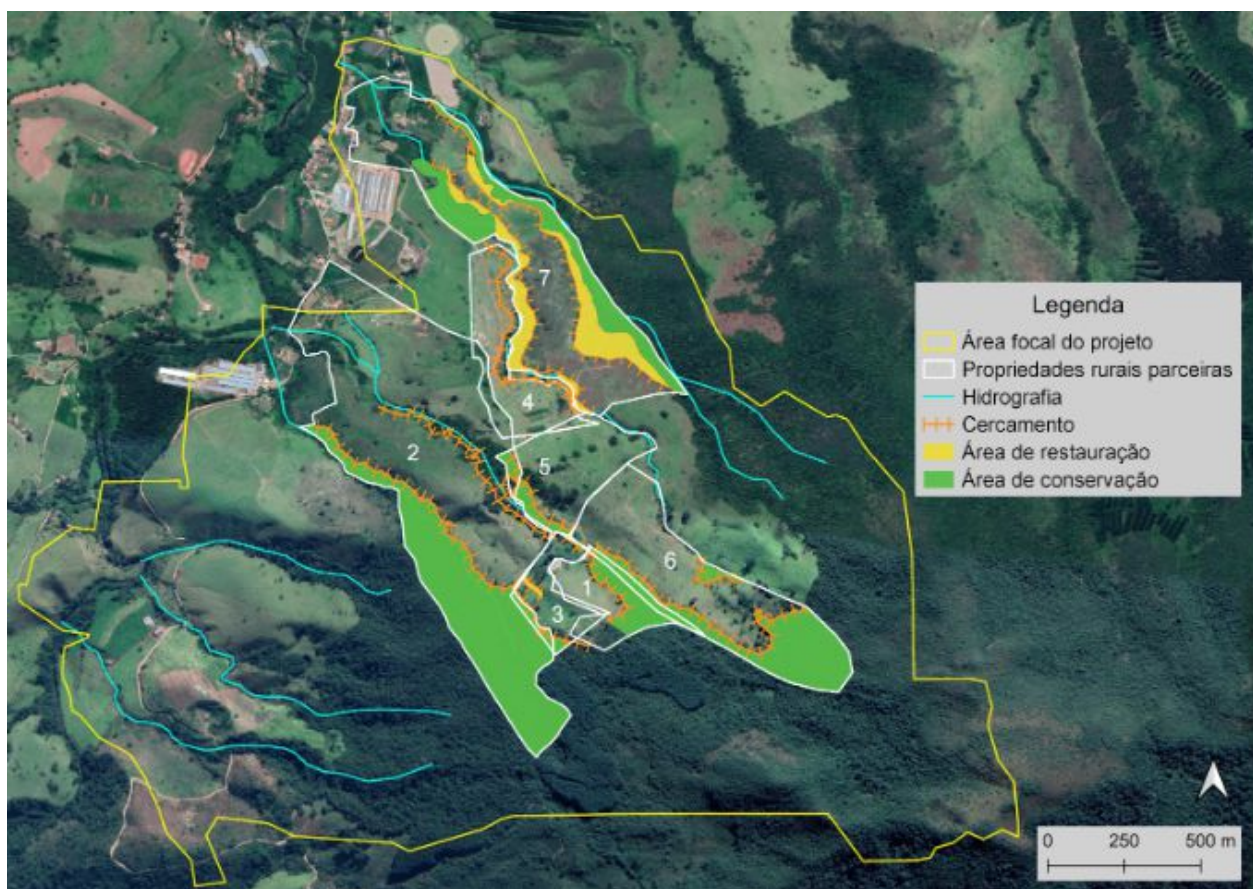 7
4
2
5
6
1
3
Legenda
Área focal do projeto
Propriedades rurais parceiras
Hidrografia
Cercamento
Área de restauração
Área de conservação
0 250 500 m